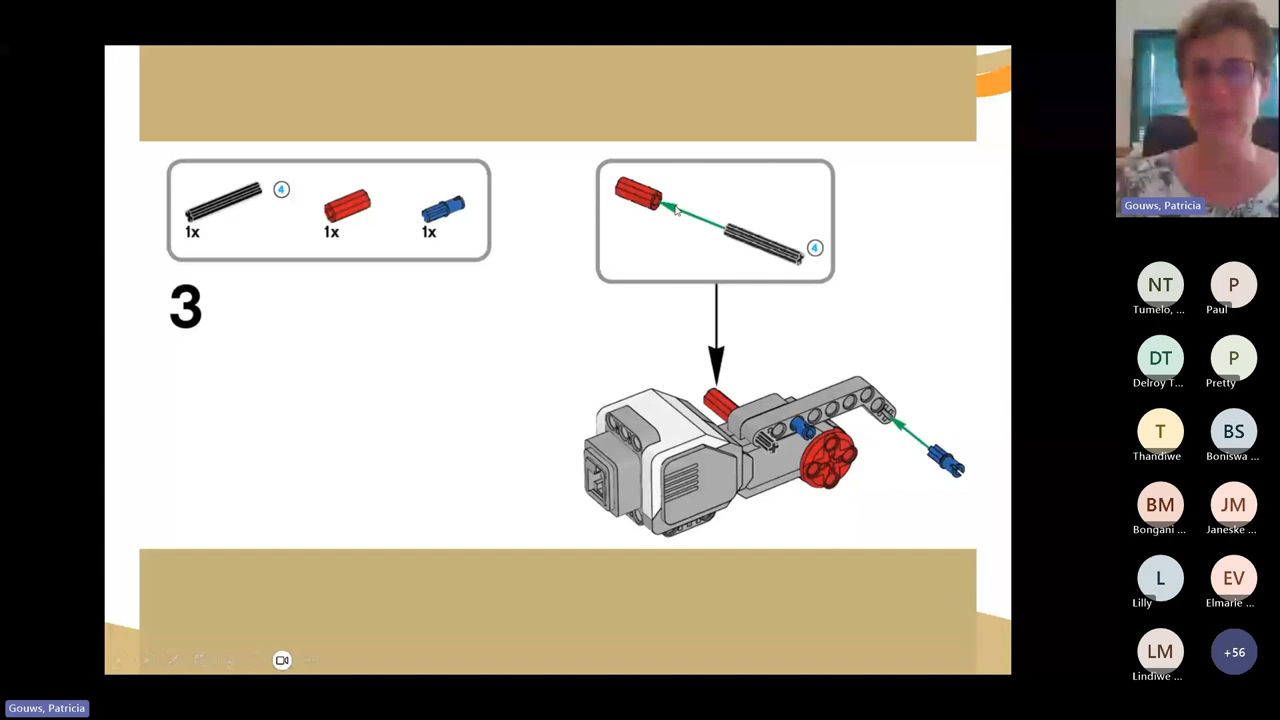 4
1x
1x
1x
4
3
Gouws, Patricia
NT
P
Tumelo, ...
Paul
DT
P
Delroy T...
Pretty
T
BS
Thandiwe
Boniswa ...
BM
JM
Bongani ...
Janeske ...
L
EV
Lilly
Elmarie ...
LM
+56
Lindiwe ...
Gouws, Patricia